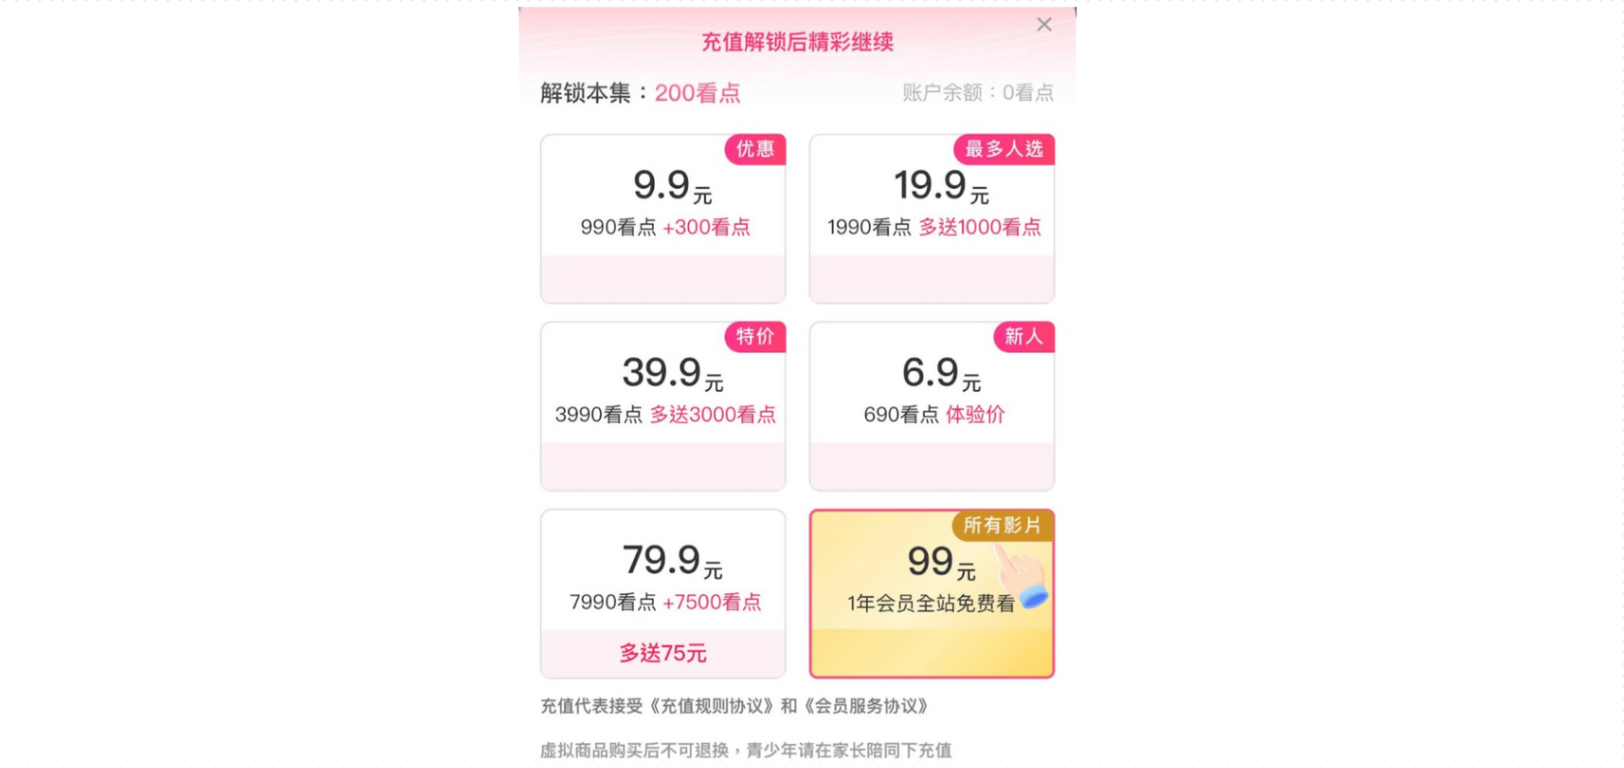 充值解锁后精彩继续
解锁本集：200看点
账户余额：0看点
优惠
9.9元
990看点 +300看点
最多人选
19.9元
1990看点 多送1000看点
特价
39.9元
3990看点 多送3000看点
新人
6.9元
690看点 体验价
79.9元
7990看点 +7500看点
多送75元
所有影片
99元
1年会员全站免费看
充值代表接受《充值规则协议》和《会员服务协议》
虚拟商品购买后不可退换，青少年请在家长陪同下充值